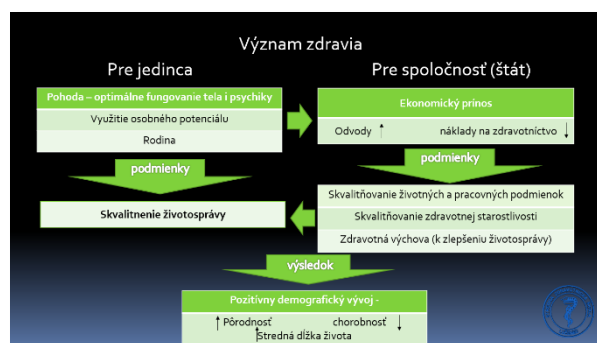 Význam zdravia
Pre jedinca
Pre spoločnosť (štát)
Pohoda – optimálne fungovanie tela i psychiky
Využitie osobného potenciálu
Rodina
Ekonomický prínos
Odvody ↑ náklady na zdravotníctvo ↓
podmienky
podmienky
Skvalitnenie životosprávy
Skvalitňovanie životných a pracovných podmienok
Skvalitňovanie zdravotnej starostlivosti
Zdravotná výchova (k zlepšeniu životosprávy)
výsledok
Pozitívny demografický vývoj -
↑ Pôrodnosť chorobnosť ↓
↑Stredná dĺžka života